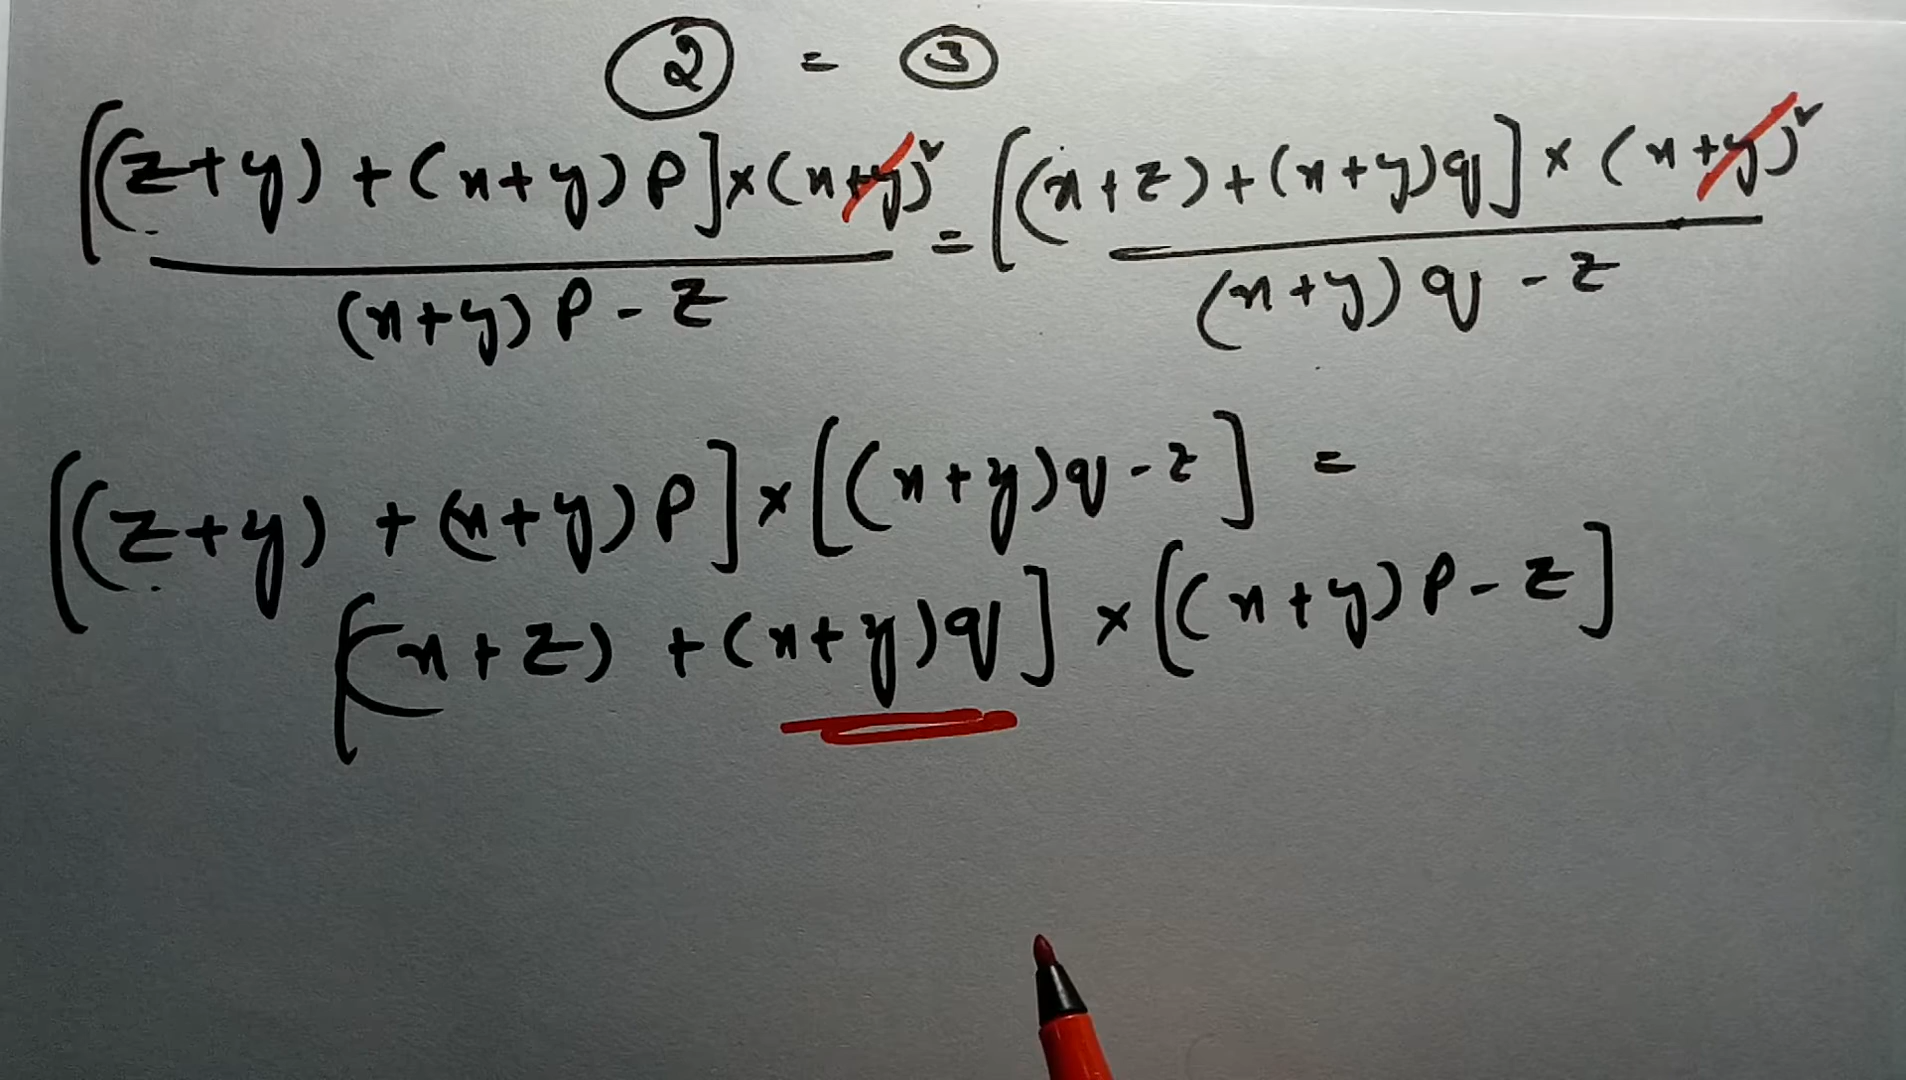 ② = ③
[(z+y) + (x+y)p] × (x+y)² = [(x+z) + (x+y)q] × (x+y)²
(x+y)p - z (x+y)q - z
[(z+y) + (x+y)p] × [(x+y)q - z] =
[(x+z) + (x+y)q] × [(x+y)p - z]